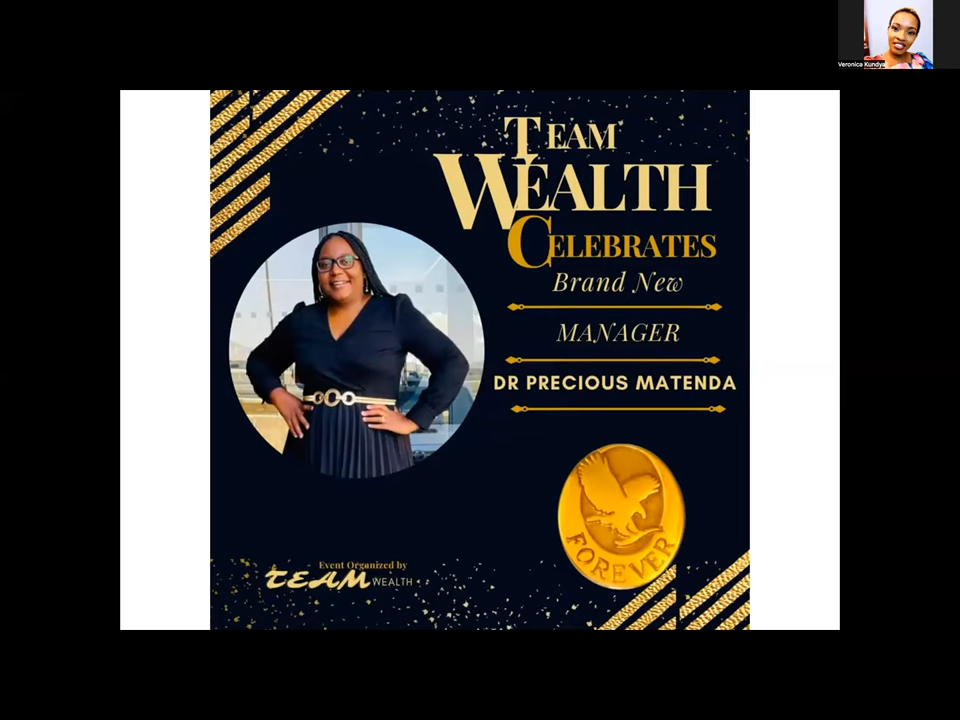 Veronica Kundya
TEAM
WEALTH
CELEBRATES
Brand New
MANAGER
DR PRECIOUS MATENDA
FOREVER
Event Organized by
TEAM WEALTH